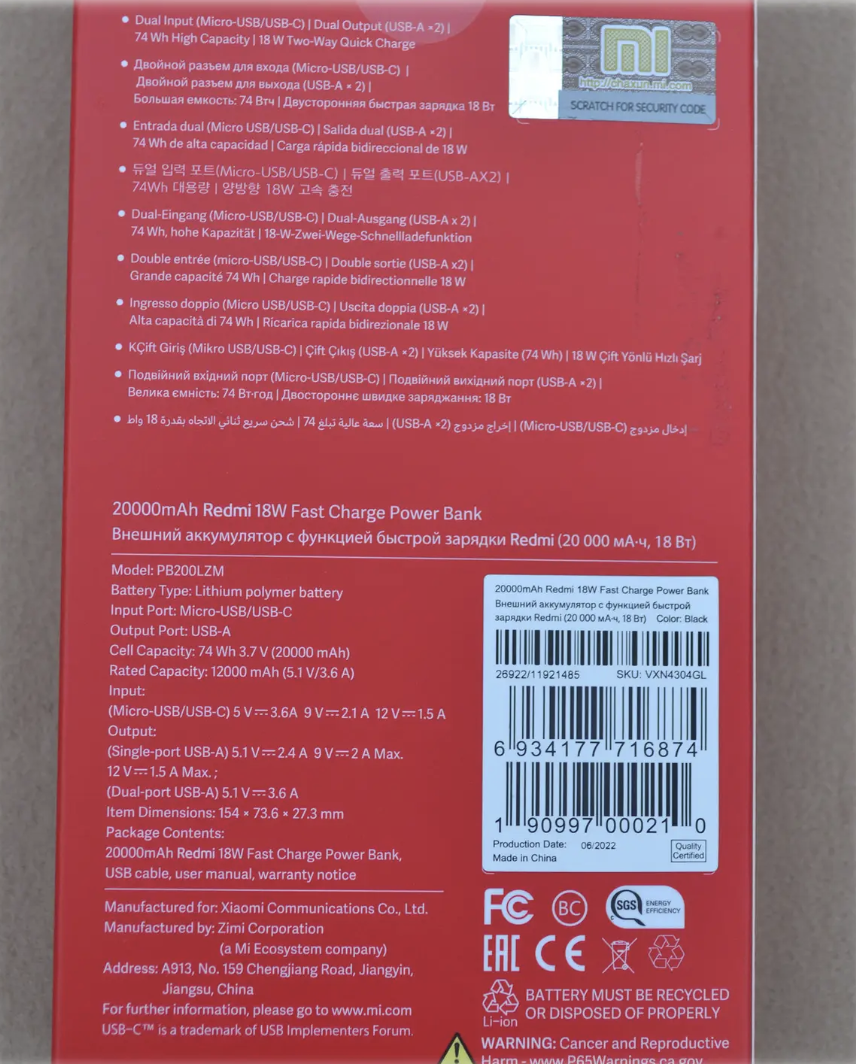 • Dual Input (Micro-USB/USB-C) | Dual Output (USB-A ×2) |
74 Wh High Capacity | 18 W Two-Way Quick Charge
• Двойной разъем для входа (Micro-USB/USB-C) |
Двойной разъем для выхода (USB-A × 2) |
Большая емкость: 74 Втч | Двусторонняя быстрая зарядка 18 Вт
• Entrada dual (Micro USB/USB-C) | Salida dual (USB-A ×2) |
74 Wh de alta capacidad | Carga rápida bidireccional de 18 W
• 듀얼 입력 포트(Micro-USB/USB-C) | 듀얼 출력 포트(USB-AX2) |
74Wh 대용량 | 양방향 18W 고속 충전
• Dual-Eingang (Micro-USB/USB-C) | Dual-Ausgang (USB-A x 2) |
74 Wh, hohe Kapazität | 18-W-Zwei-Wege-Schnellladefunktion
• Double entrée (micro-USB/USB-C) | Double sortie (USB-A x2) |
Grande capacité 74 Wh | Charge rapide bidirectionnelle 18 W
• Ingresso doppio (Micro USB/USB-C) | Uscita doppia (USB-A ×2) |
Alta capacità di 74 Wh | Ricarica rapida bidirezionale 18 W
• KÇift Giriş (Mikro USB/USB-C) | Çift Çıkış (USB-A ×2) | Yüksek Kapasite (74 Wh) | 18 W Çift Yönlü Hızlı Şarj
• Подвійний вхідний порт (Micro-USB/USB-C) | Подвійний вихідний порт (USB-A ×2) |
Велика ємність: 74 Вт·год | Двостороннє швидке заряджання: 18 Вт
• إدخال مزدوج (Micro-USB/USB-C) | إخراج مزدوج (USB-A ×2) | سعة عالية تبلغ 74 | شحن سريع ثنائي الاتجاه بقدرة 18 واط
mi
http://chaxun.mi.com
SCRATCH FOR SECURITY CODE
20000mAh Redmi 18W Fast Charge Power Bank
Внешний аккумулятор с функцией быстрой зарядки Redmi (20 000 мА·ч, 18 Вт)
Model: PB200LZM
Battery Type: Lithium polymer battery
Input Port: Micro-USB/USB-C
Output Port: USB-A
Cell Capacity: 74 Wh 3.7 V (20000 mAh)
Rated Capacity: 12000 mAh (5.1 V/3.6 A)
Input:
(Micro-USB/USB-C) 5 V⎓3.6A 9 V⎓2.1 A 12 V⎓1.5 A
Output:
(Single-port USB-A) 5.1 V⎓2.4 A 9 V⎓2 A Max.
12 V⎓1.5 A Max. ;
(Dual-port USB-A) 5.1 V⎓3.6 A
Item Dimensions: 154 × 73.6 × 27.3 mm
Package Contents:
20000mAh Redmi 18W Fast Charge Power Bank,
USB cable, user manual, warranty notice
Manufactured for: Xiaomi Communications Co., Ltd.
Manufactured by: Zimi Corporation
(a Mi Ecosystem company)
Address: A913, No. 159 Chengjiang Road, Jiangyin,
Jiangsu, China
For further information, please go to www.mi.com
USB-C™ is a trademark of USB Implementers Forum.
20000mAh Redmi 18W Fast Charge Power Bank
Внешний аккумулятор с функцией быстрой
зарядки Redmi (20 000 мА·ч, 18 Вт) Color: Black
26922/11921485 SKU: VXN4304GL
6 934177 716874
1 90997 00021 0
Production Date: 06/2022
Made in China
Quality
Certified
FC BC SGS ENERGY
EFFICIENCY
EAC CE
Li-ion
BATTERY MUST BE RECYCLED
OR DISPOSED OF PROPERLY
WARNING: Cancer and Reproductive
Harm - www.P65Warnings.ca.gov